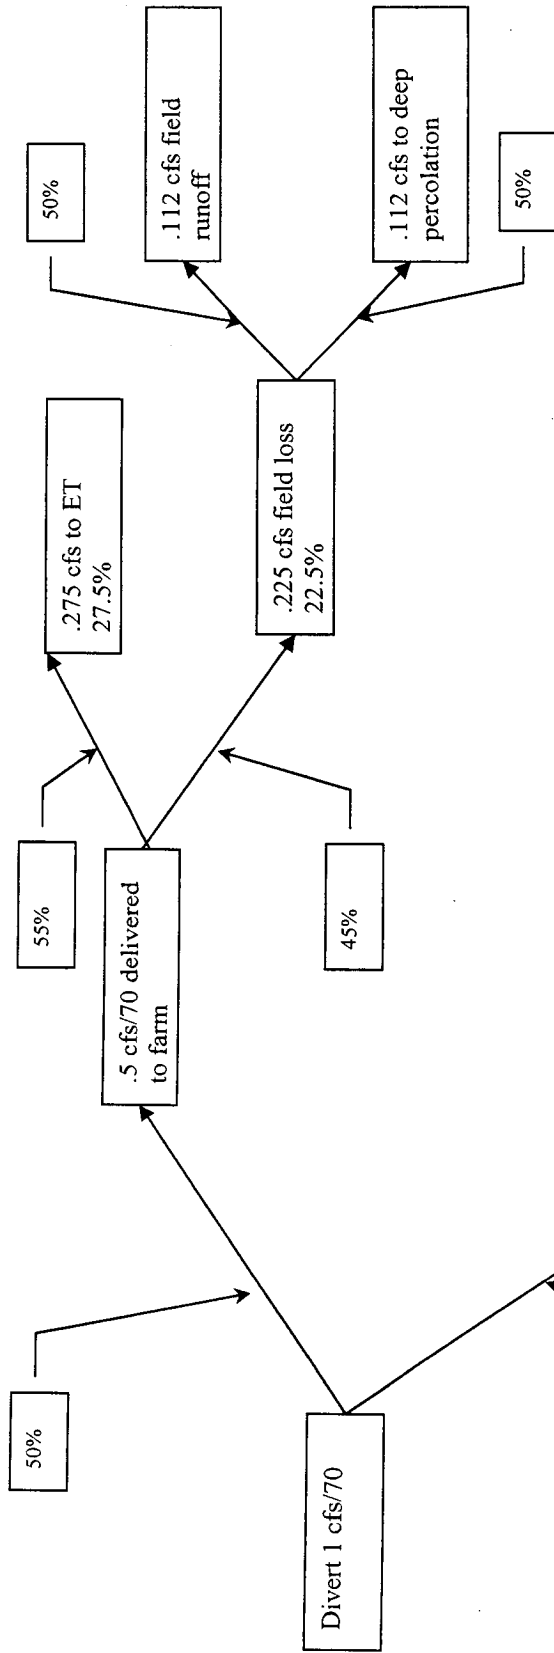 50%
Divert 1 cfs/70
.5 cfs/70 delivered
to farm
55%
45%
.275 cfs to ET
27.5%
.225 cfs field loss
22.5%
50%
.112 cfs field
runoff
.112 cfs to deep
percolation
50%